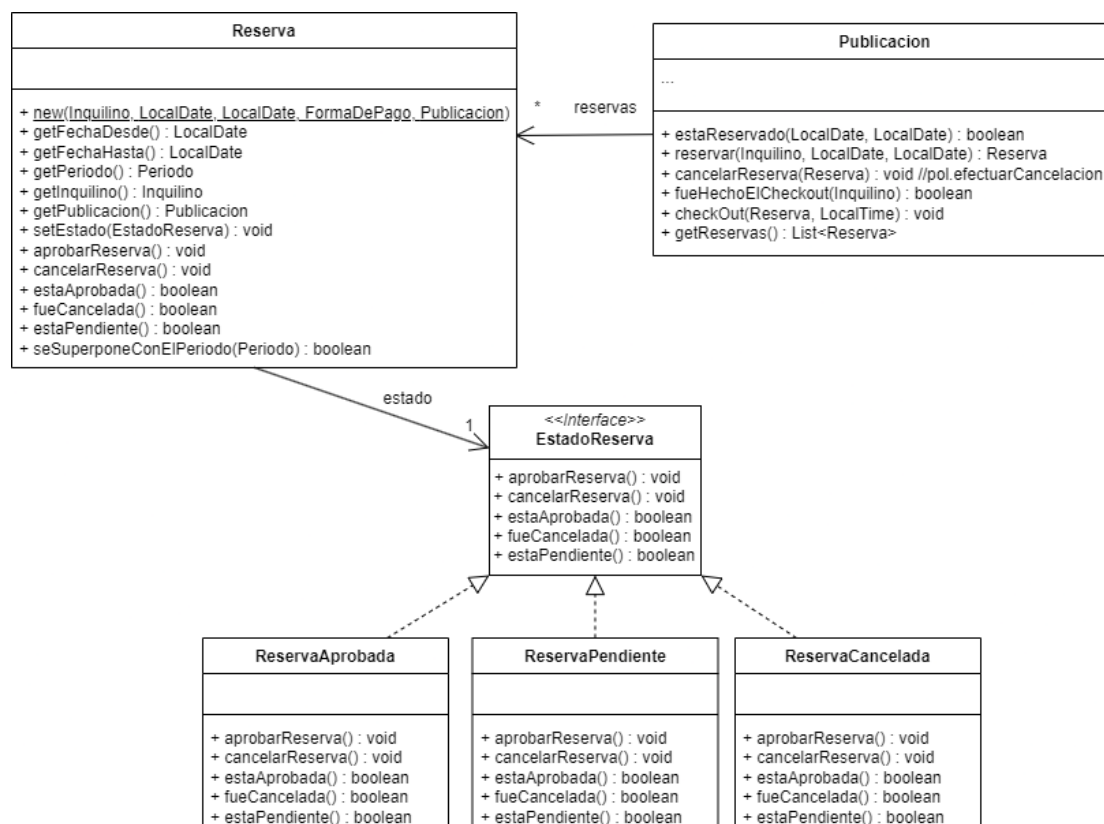 Reserva
+ new(Inquilino, LocalDate, LocalDate, FormaDePago, Publicacion)
+ getFechaDesde() : LocalDate
+ getFechaHasta() : LocalDate
+ getPeriodo() : Periodo
+ getInquilino() : Inquilino
+ getPublicacion() : Publicacion
+ setEstado(EstadoReserva) : void
+ aprobarReserva() : void
+ cancelarReserva() : void
+ estaAprobada() : boolean
+ fueCancelada() : boolean
+ estaPendiente() : boolean
+ seSuperponeConElPeriodo(Periodo) : boolean
* reservas
Publicacion
...
+ estaReservado(LocalDate, LocalDate) : boolean
+ reservar(Inquilino, LocalDate, LocalDate) : Reserva
+ cancelarReserva(Reserva) : void //pol.efectuarCancelacion
+ fueHechoElCheckout(Inquilino) : boolean
+ checkOut(Reserva, LocalTime) : void
+ getReservas() : List<Reserva>
estado
1
<<Interface>>
EstadoReserva
+ aprobarReserva() : void
+ cancelarReserva() : void
+ estaAprobada() : boolean
+ fueCancelada() : boolean
+ estaPendiente() : boolean
ReservaAprobada
+ aprobarReserva() : void
+ cancelarReserva() : void
+ estaAprobada() : boolean
+ fueCancelada() : boolean
+ estaPendiente() : boolean
ReservaPendiente
+ aprobarReserva() : void
+ cancelarReserva() : void
+ estaAprobada() : boolean
+ fueCancelada() : boolean
+ estaPendiente() : boolean
ReservaCancelada
+ aprobarReserva() : void
+ cancelarReserva() : void
+ estaAprobada() : boolean
+ fueCancelada() : boolean
+ estaPendiente() : boolean